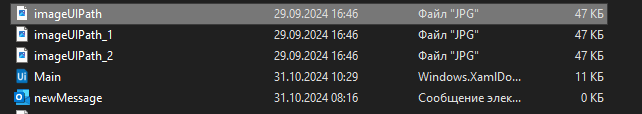 imageUIPath 29.09.2024 16:46 Файл "JPG" 47 КБ
imageUIPath_1 29.09.2024 16:46 Файл "JPG" 47 КБ
imageUIPath_2 29.09.2024 16:46 Файл "JPG" 47 КБ
Ui Main 31.10.2024 10:29 Windows.XamlDo... 11 КБ
newMessage 31.10.2024 08:16 Сообщение элек... 0 КБ